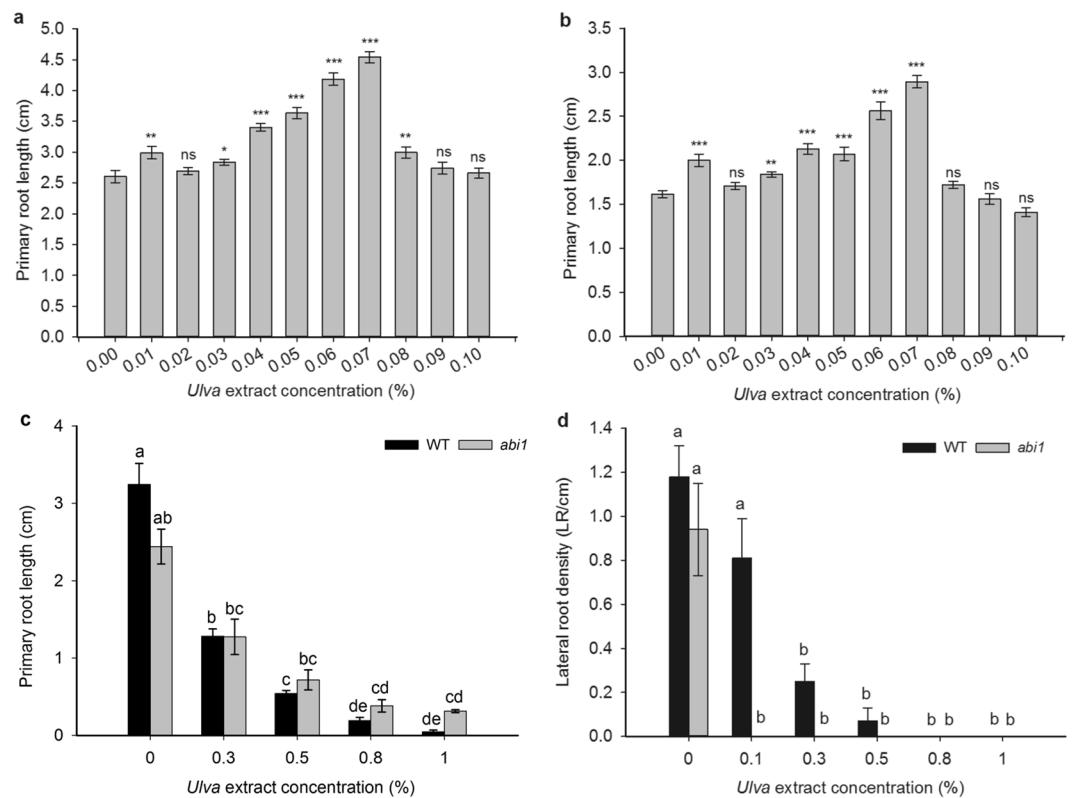 a
Primary root length (cm)
5.0
4.5
4.0
3.5
3.0
2.5
2.0
1.5
1.0
0.5
0.0
** ns * *** *** *** *** ** ns ns
0.00 0.01 0.02 0.03 0.04 0.05 0.06 0.07 0.08 0.09 0.10
Ulva extract concentration (%)
b
Primary root length (cm)
3.5
3.0
2.5
2.0
1.5
1.0
0.5
0.0
*** ns ** *** *** *** *** ns ns ns
0.00 0.01 0.02 0.03 0.04 0.05 0.06 0.07 0.08 0.09 0.10
Ulva extract concentration (%)
c
WT abi1
Primary root length (cm)
4
3
2
1
0
a ab b bc c bc de cd de cd
0 0.3 0.5 0.8 1
Ulva extract concentration (%)
d
WT abi1
Lateral root density (LR/cm)
1.4
1.2
1.0
0.8
0.6
0.4
0.2
0.0
a a a b b b b b b b b b
0 0.1 0.3 0.5 0.8 1
Ulva extract concentration (%)